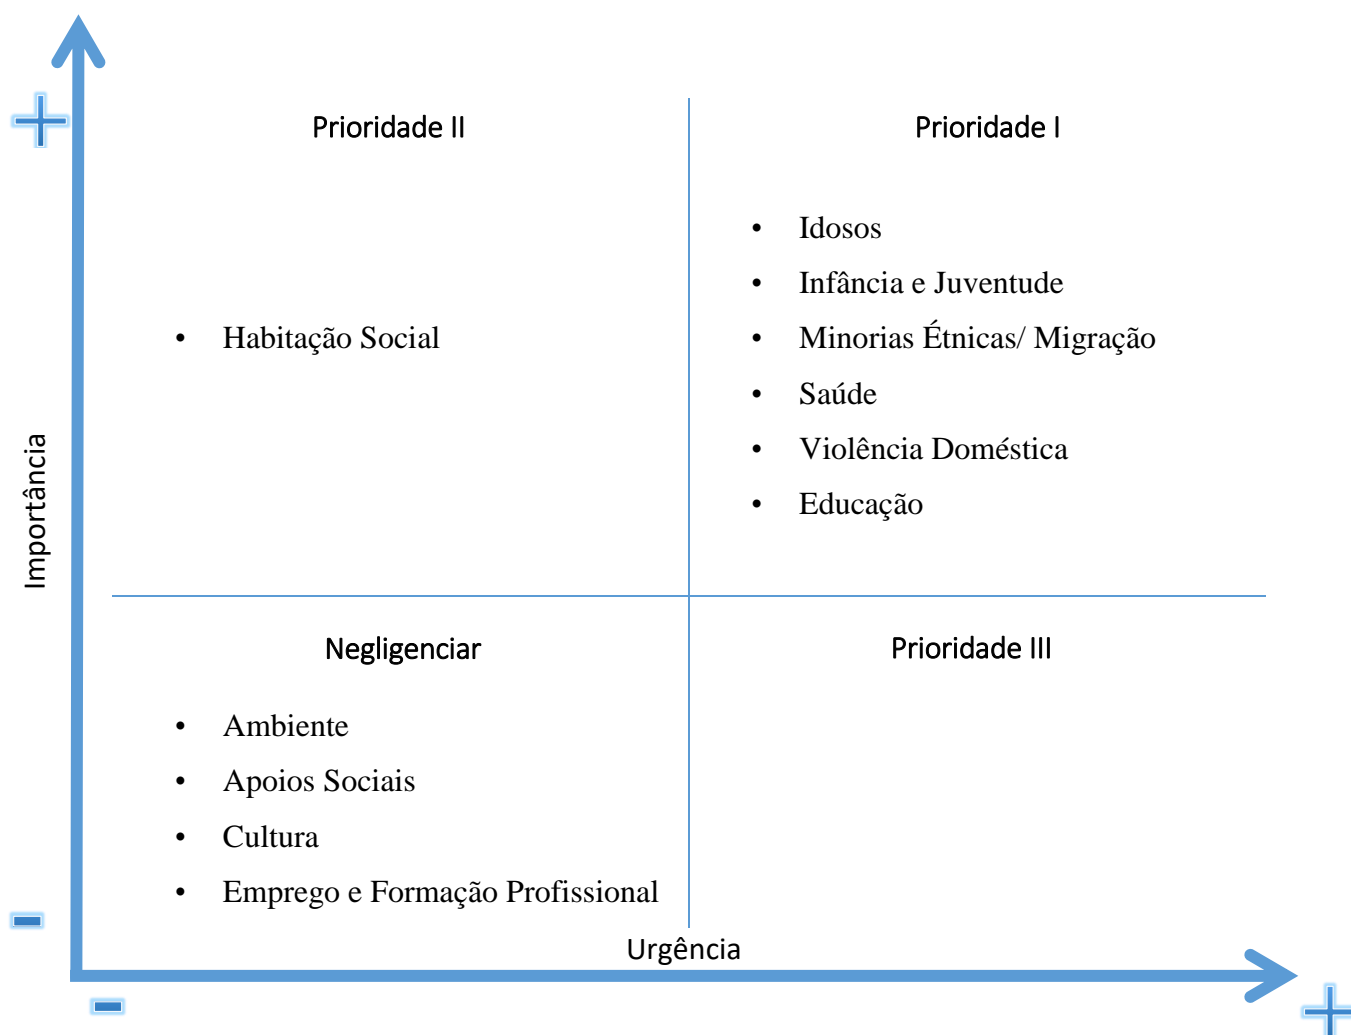 Prioridade II
Prioridade I
• Idosos
• Infância e Juventude
• Habitação Social
• Minorias Étnicas/ Migração
• Saúde
• Violência Doméstica
• Educação
Importância
Negligenciar
Prioridade III
• Ambiente
• Apoios Sociais
• Cultura
• Emprego e Formação Profissional
Urgência